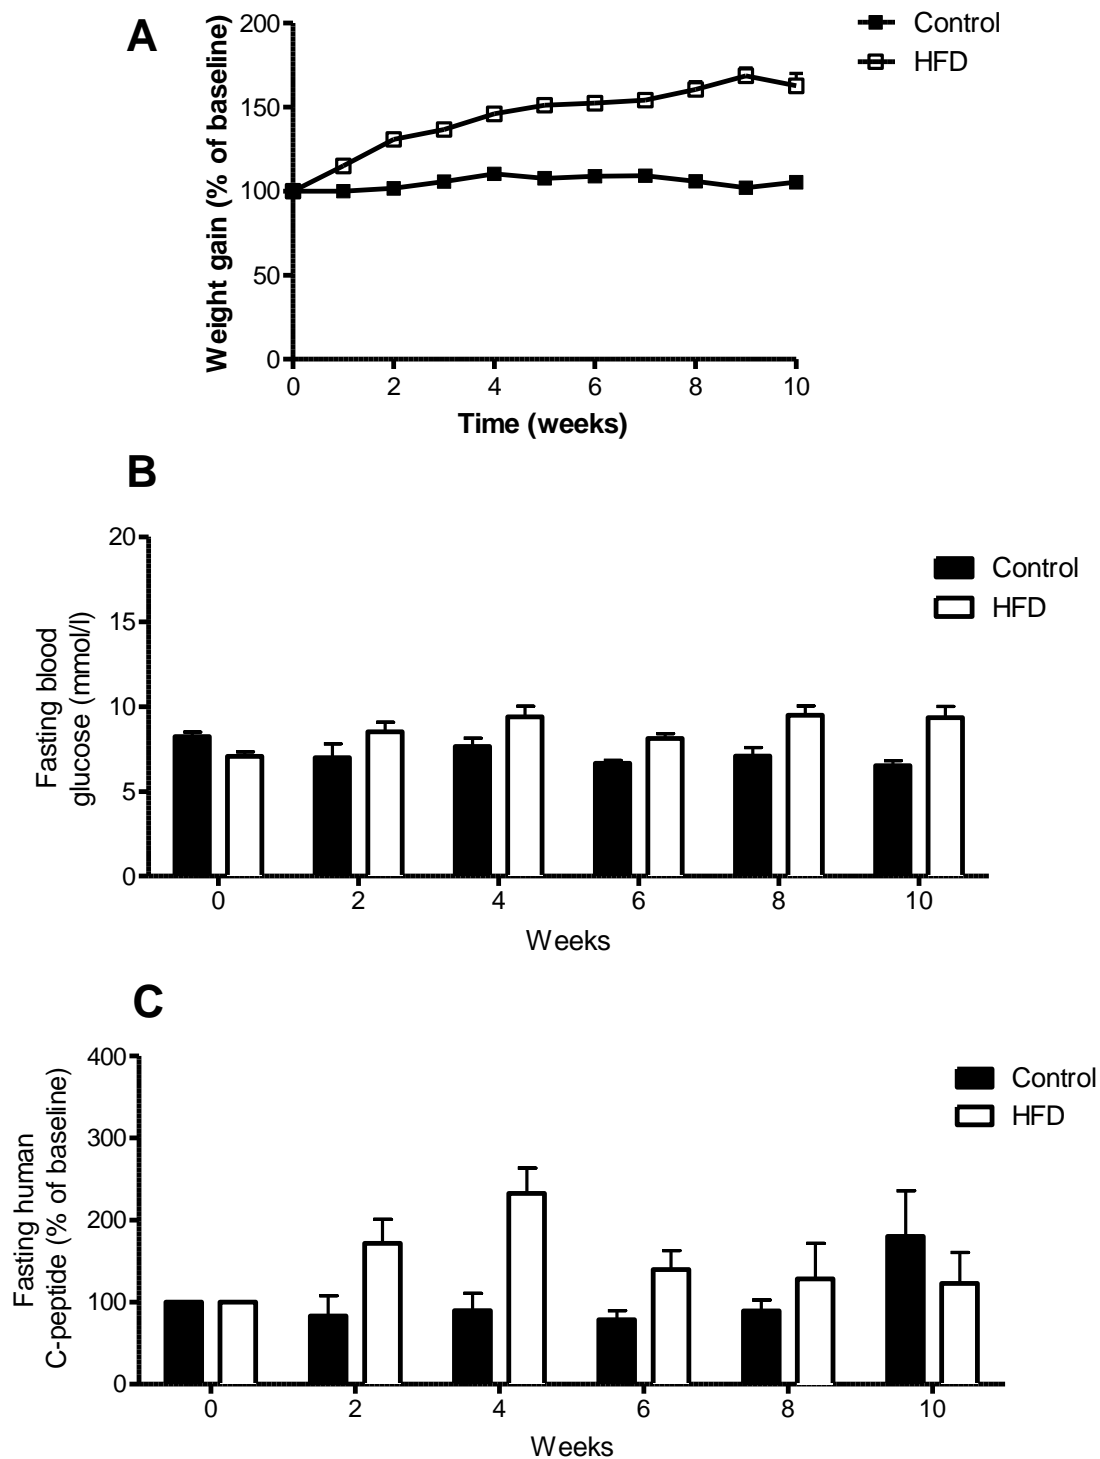 A
Weight gain (% of baseline)
200
150
100
50
0
0 2 4 6 8 10
Time (weeks)
Control
HFD
B
Fasting blood
glucose (mmol/l)
20
15
10
5
0
0 2 4 6 8 10
Weeks
Control
HFD
C
Fasting human
C-peptide (% of baseline)
400
300
200
100
0
0 2 4 6 8 10
Weeks
Control
HFD